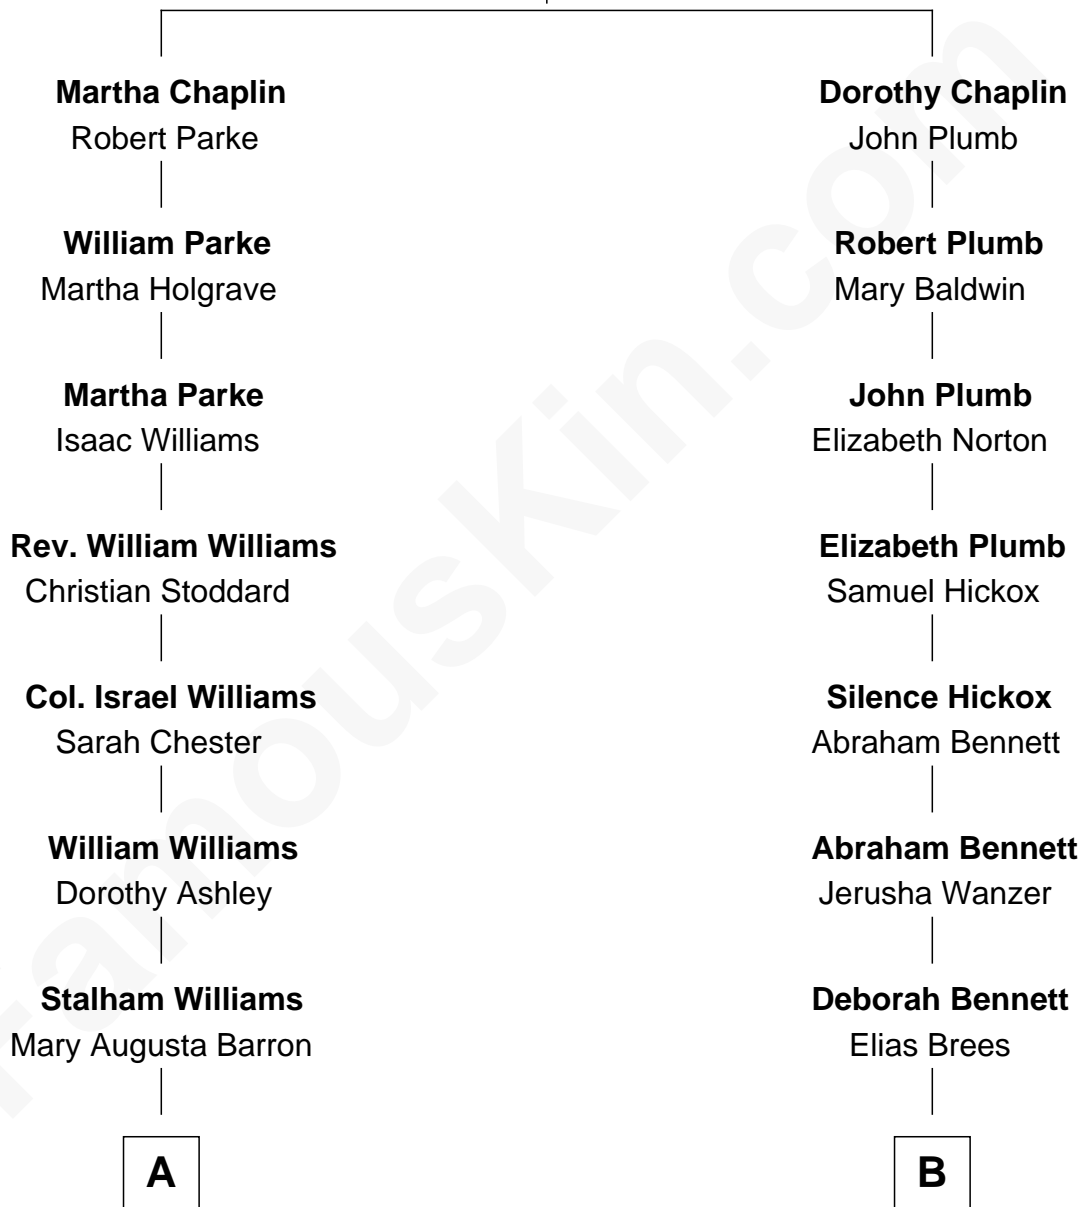 Martha Chaplin
Robert Parke
William Parke
Martha Holgrave
Martha Parke
Isaac Williams
Rev. William Williams
Christian Stoddard
Col. Israel Williams
Sarah Chester
William Williams
Dorothy Ashley
Stalham Williams
Mary Augusta Barron
A
Dorothy Chaplin
John Plumb
Robert Plumb
Mary Baldwin
John Plumb
Elizabeth Norton
Elizabeth Plumb
Samuel Hickox
Silence Hickox
Abraham Bennett
Abraham Bennett
Jerusha Wanzer
Deborah Bennett
Elias Brees
B
FamousKin.com